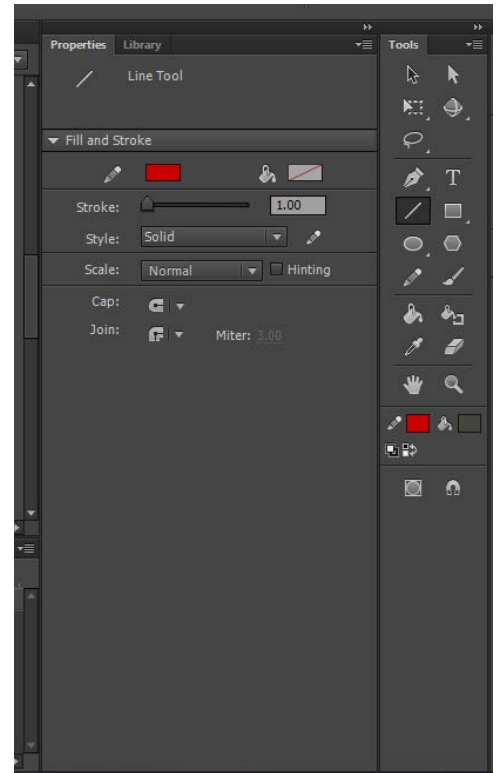 Properties Library
Line Tool
Fill and Stroke
Stroke: 1.00
Style: Solid
Scale: Normal Hinting
Cap:
Join: Miter: 3.00
Tools
T